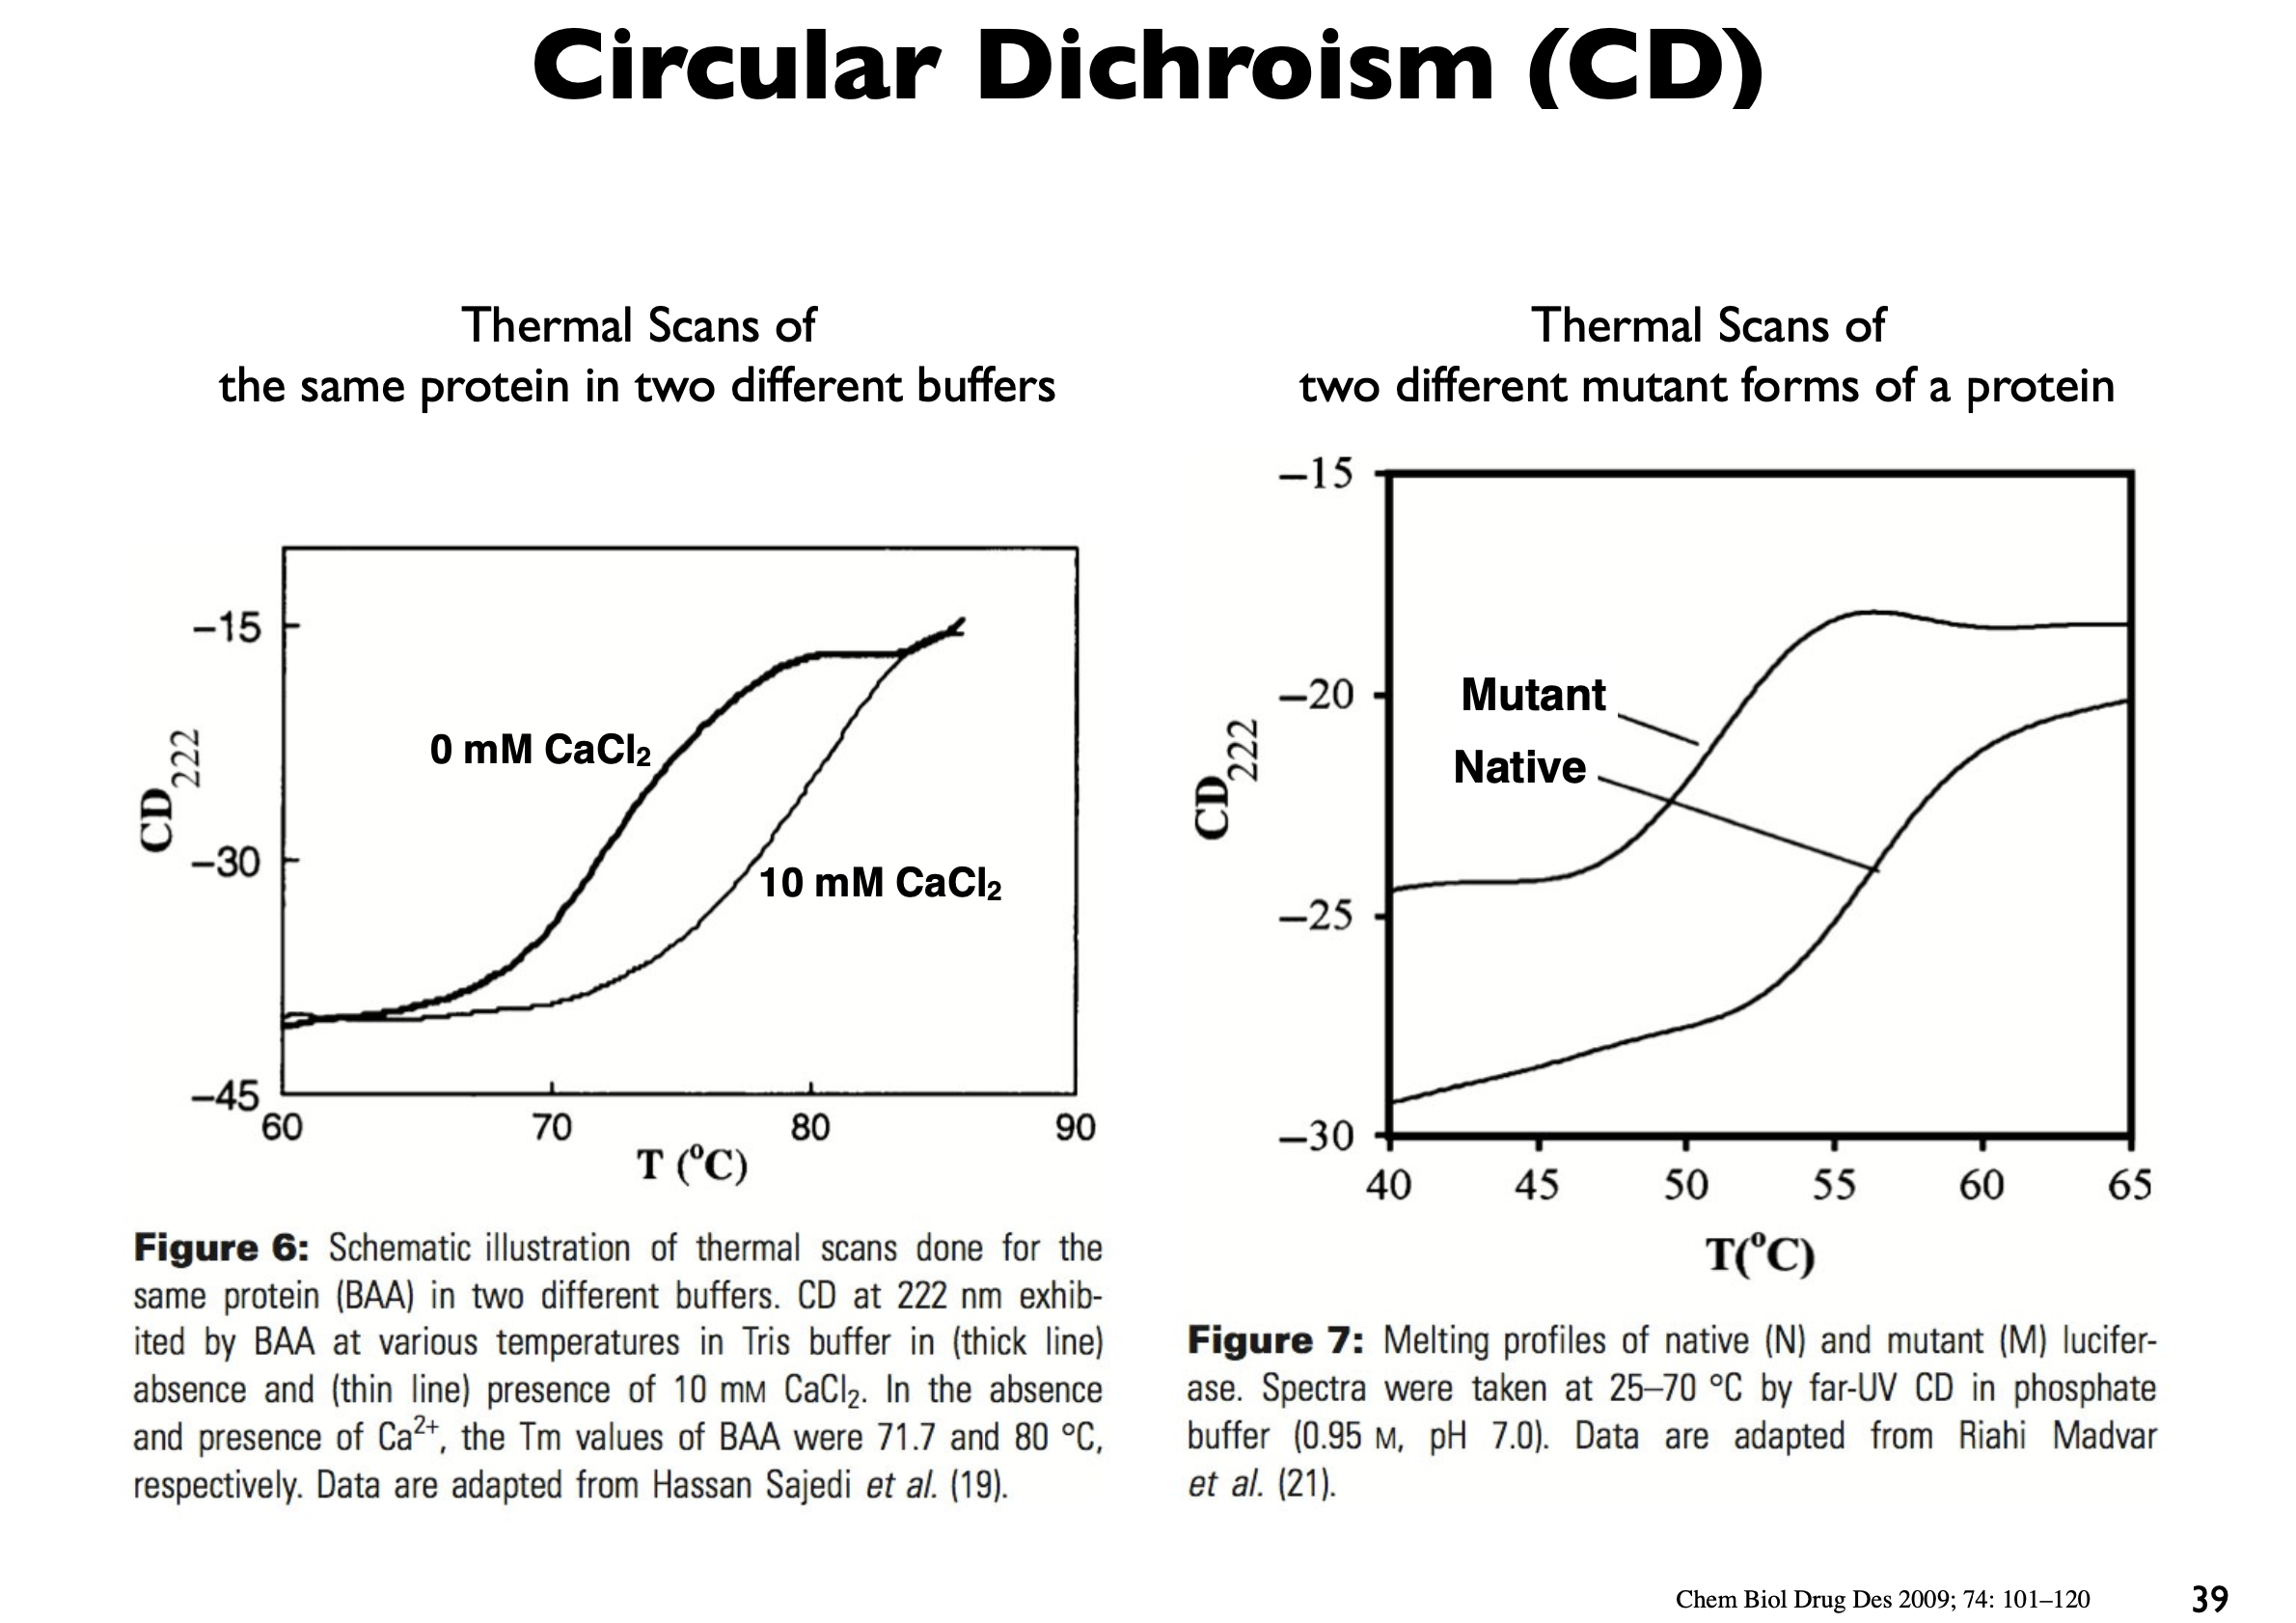 Circular Dichroism (CD)
Thermal Scans of
the same protein in two different buffers
–15
–30
–45
CD222
0 mM CaCl₂
10 mM CaCl₂
60 70 80 90
T (⁰C)
Figure 6: Schematic illustration of thermal scans done for the
same protein (BAA) in two different buffers. CD at 222 nm exhib-
ited by BAA at various temperatures in Tris buffer in (thick line)
absence and (thin line) presence of 10 mM CaCl₂. In the absence
and presence of Ca²⁺, the Tm values of BAA were 71.7 and 80 °C,
respectively. Data are adapted from Hassan Sajedi et al. (19).
Thermal Scans of
two different mutant forms of a protein
–15
–20
–25
–30
CD222
Mutant
Native
40 45 50 55 60 65
T(⁰C)
Figure 7: Melting profiles of native (N) and mutant (M) lucifer-
ase. Spectra were taken at 25–70 °C by far-UV CD in phosphate
buffer (0.95 M, pH 7.0). Data are adapted from Riahi Madvar
et al. (21).
Chem Biol Drug Des 2009; 74: 101–120
39